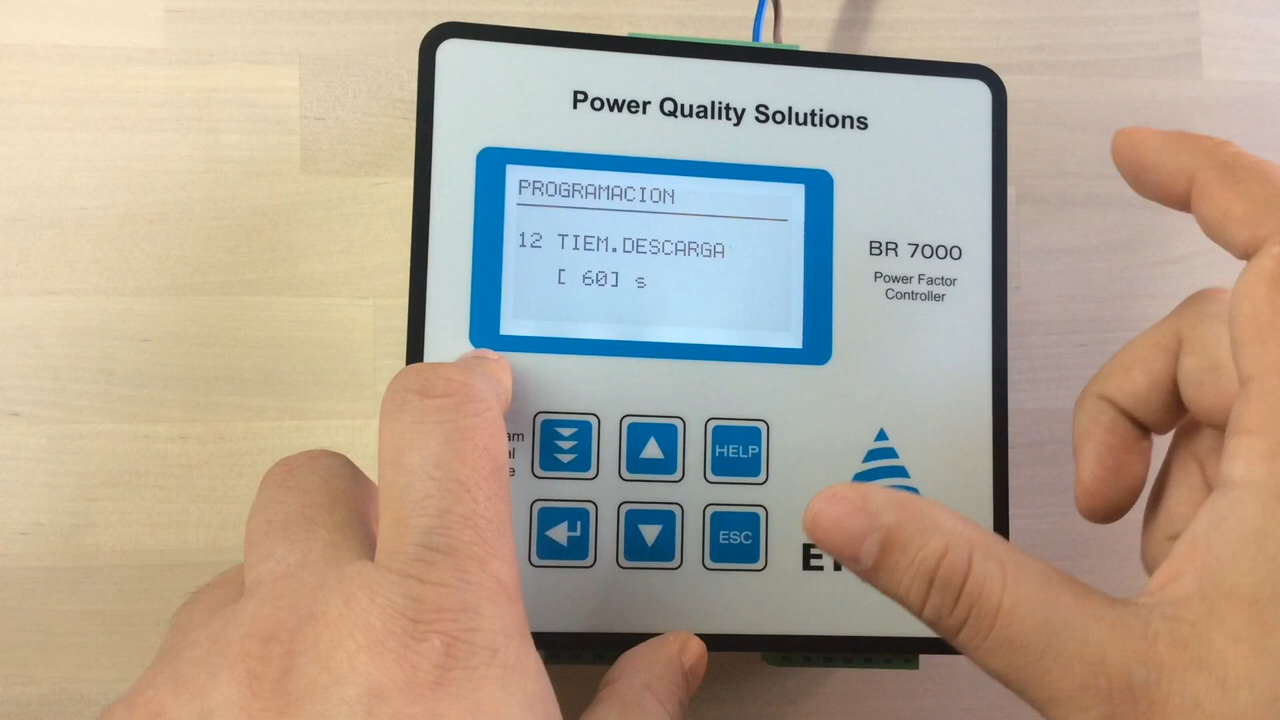 Power Quality Solutions
PROGRAMACION
12 TIEM.DESCARGA
[ 60] s
BR 7000
Power Factor
Controller
HELP
ESC